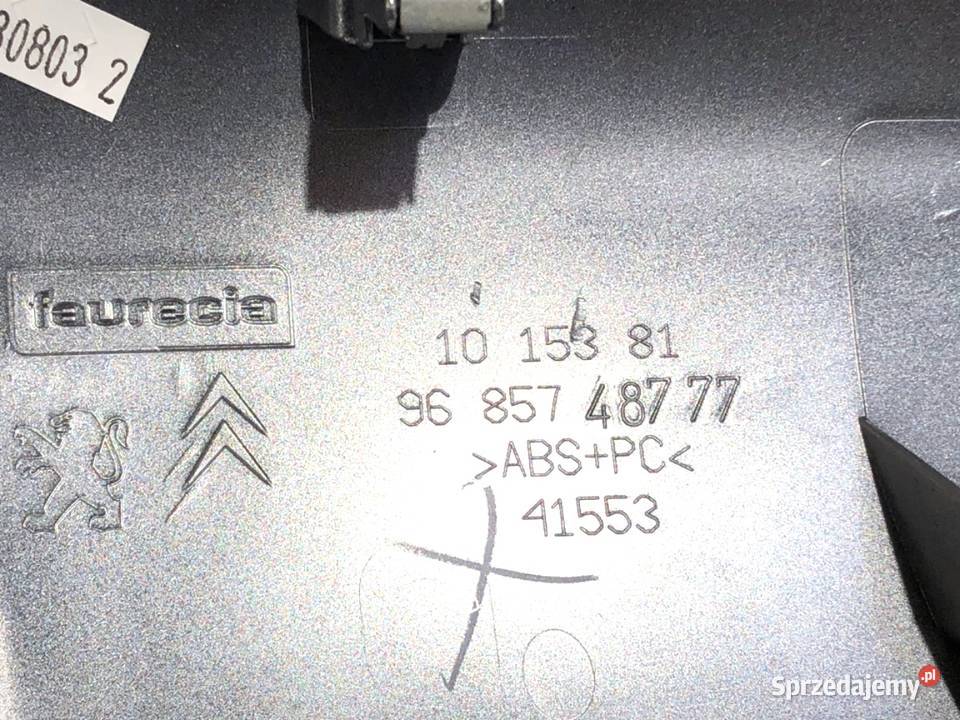 30803 2
faurecia
10 153 81
96 857 487 77
>ABS+PC<
41553
Sprzedajemy.pl